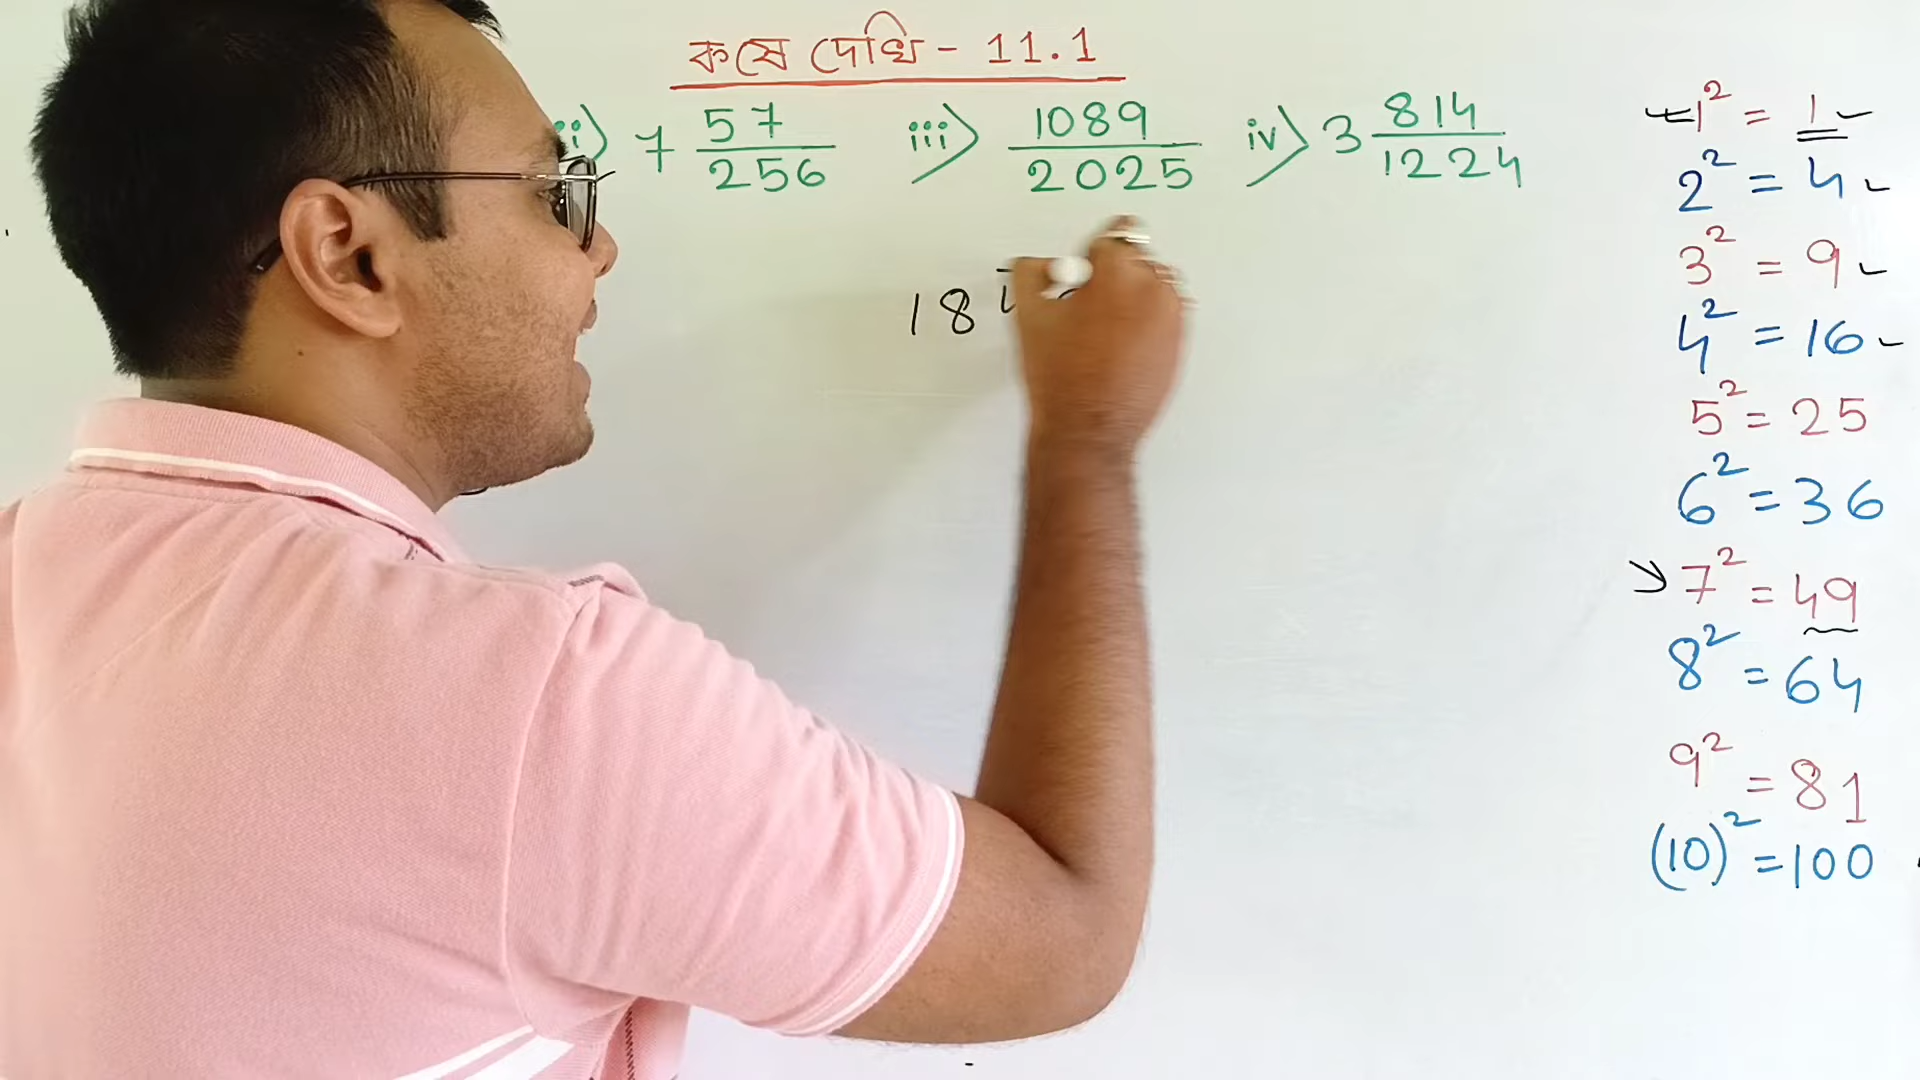 কষে দেখি - 11.1
ii) 7 57/256 iii) 1089/2025 iv) 3 814/1224
18
1² = 1
2² = 4
3² = 9
4² = 16
5² = 25
6² = 36
7² = 49
8² = 64
9² = 81
(10)² = 100